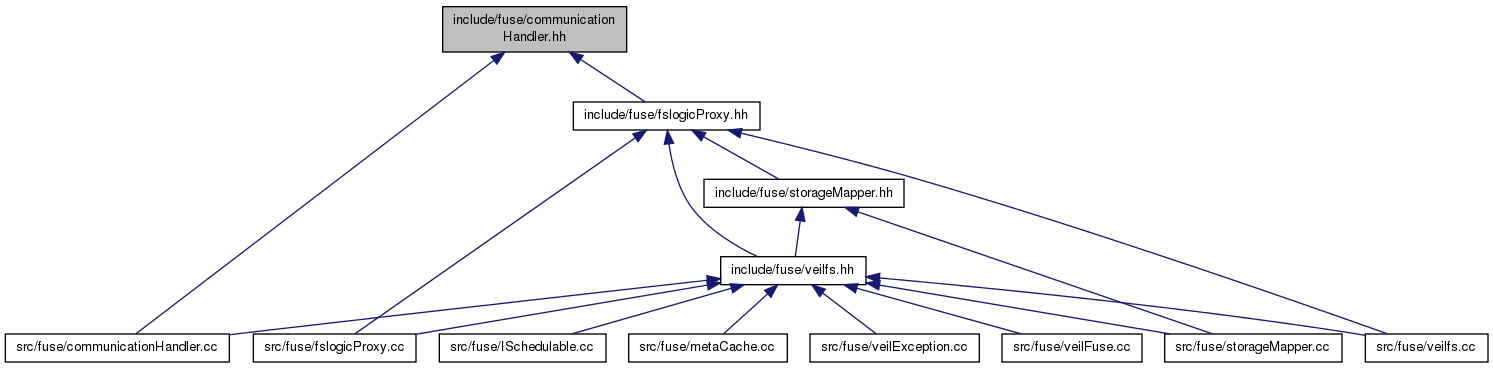 include/fuse/communication
Handler.hh
include/fuse/fslogicProxy.hh
include/fuse/storageMapper.hh
include/fuse/veilfs.hh
src/fuse/communicationHandler.cc
src/fuse/fslogicProxy.cc
src/fuse/ISchedulable.cc
src/fuse/metaCache.cc
src/fuse/veilException.cc
src/fuse/veilFuse.cc
src/fuse/storageMapper.cc
src/fuse/veilfs.cc